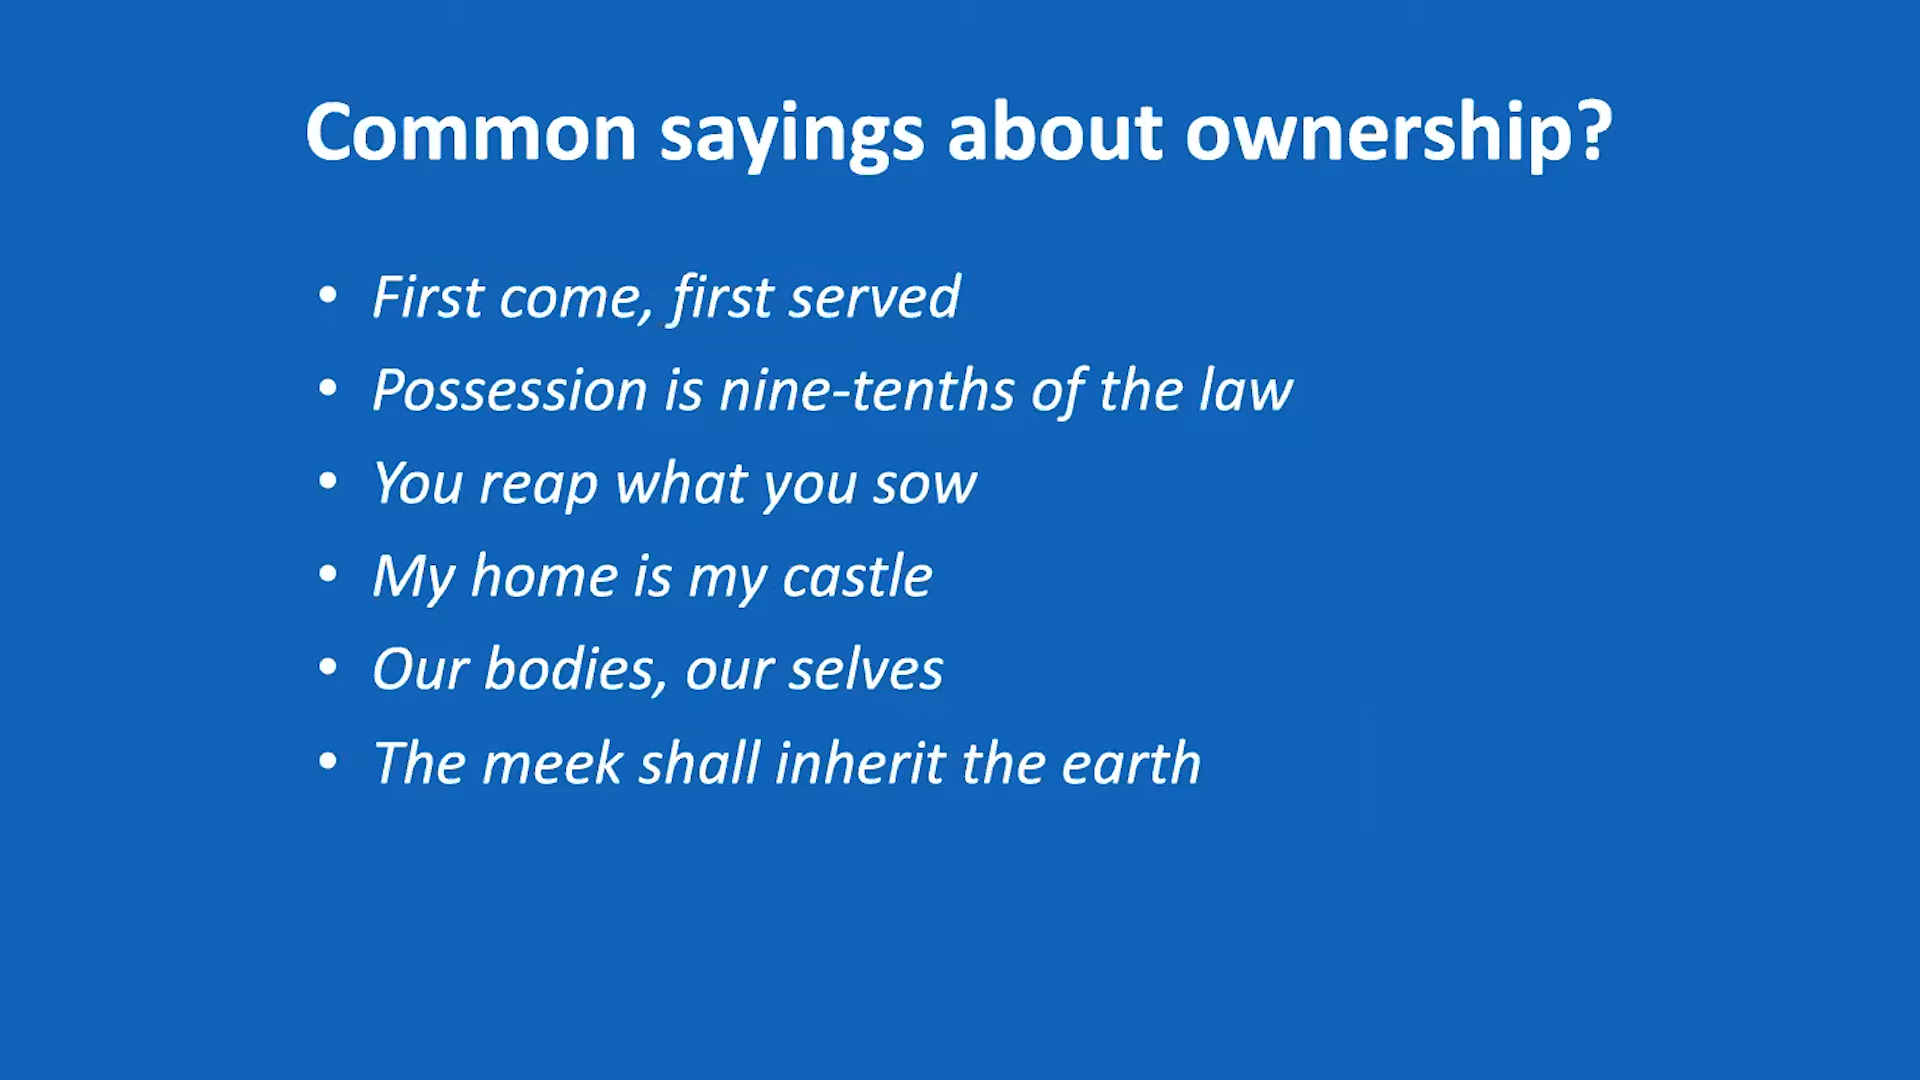 Common sayings about ownership?
• First come, first served
• Possession is nine-tenths of the law
• You reap what you sow
• My home is my castle
• Our bodies, our selves
• The meek shall inherit the earth